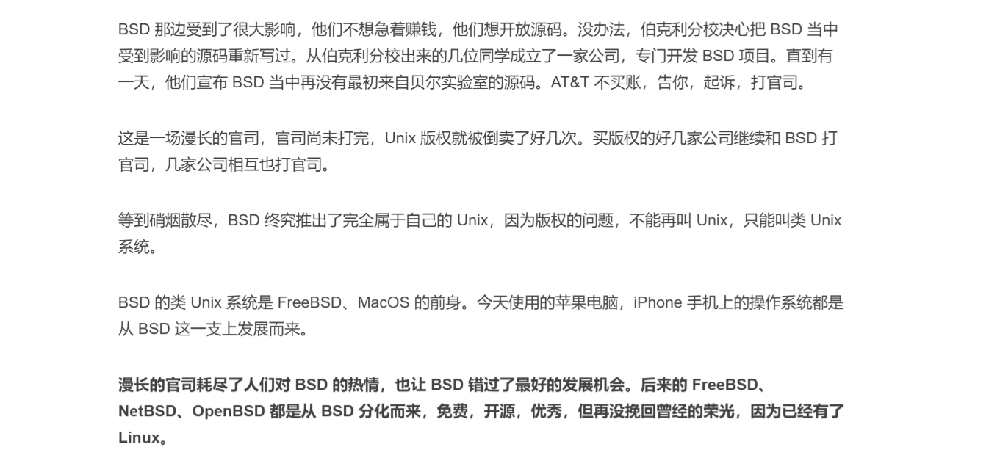 BSD 那边受到了很大影响，他们不想急着赚钱，他们想开放源码。没办法，伯克利分校决心把 BSD 当中
受到影响的源码重新写过。从伯克利分校出来的几位同学成立了一家公司，专门开发 BSD 项目。直到有
一天，他们宣布 BSD 当中再没有最初来自贝尔实验室的源码。AT&T 不买账，告你，起诉，打官司。
这是一场漫长的官司，官司尚未打完，Unix 版权就被倒卖了好几次。买版权的好几家公司继续和 BSD 打
官司，几家公司相互也打官司。
等到硝烟散尽，BSD 终究推出了完全属于自己的 Unix，因为版权的问题，不能再叫 Unix，只能叫类 Unix
系统。
BSD 的类 Unix 系统是 FreeBSD、MacOS 的前身。今天使用的苹果电脑，iPhone 手机上的操作系统都是
从 BSD 这一支上发展而来。
漫长的官司耗尽了人们对 BSD 的热情，也让 BSD 错过了最好的发展机会。后来的 FreeBSD、
NetBSD、OpenBSD 都是从 BSD 分化而来，免费，开源，优秀，但再没挽回曾经的荣光，因为已经有了
Linux。